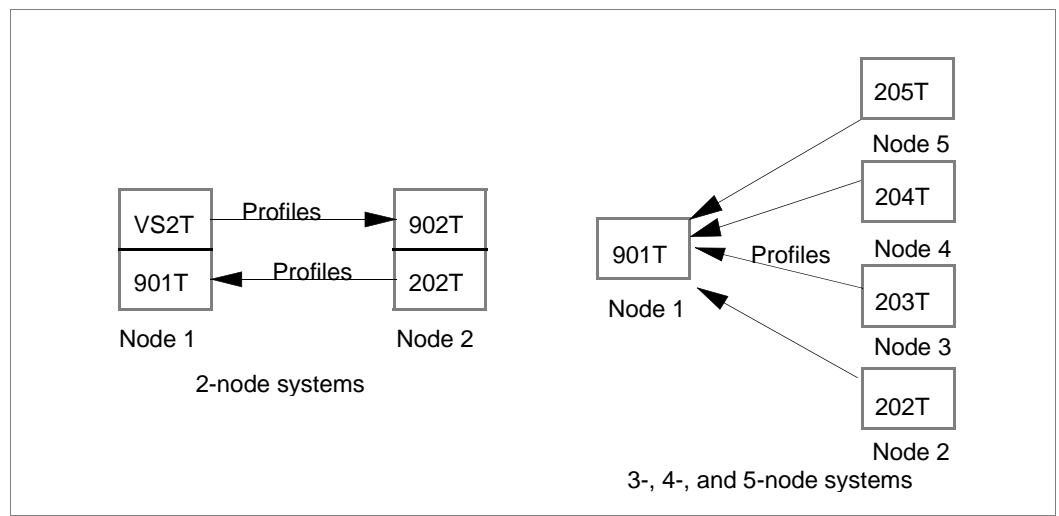 VS2T
Profiles
902T
901T
Profiles
202T
Node 1
Node 2
2-node systems
205T
Node 5
204T
Node 4
901T
Profiles
Node 1
203T
Node 3
202T
Node 2
3-, 4-, and 5-node systems